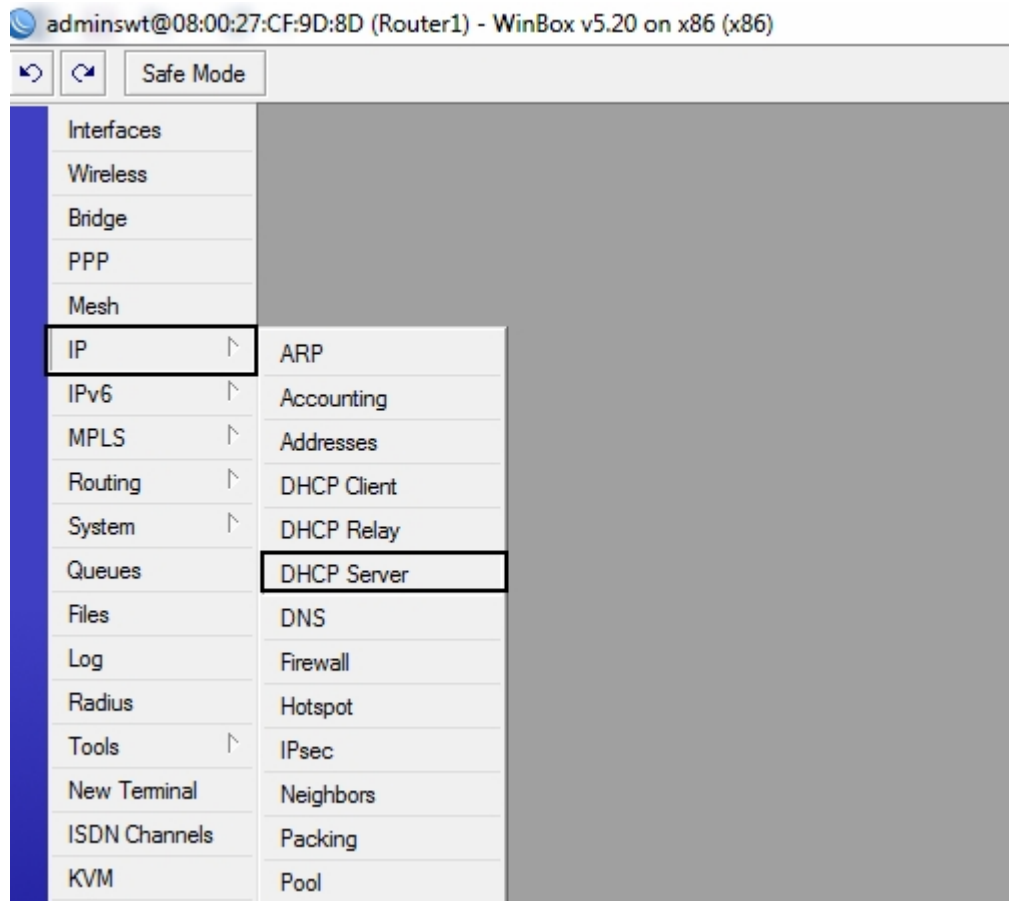 adminswt@08:00:27:CF:9D:8D (Router1) - WinBox v5.20 on x86 (x86)
Safe Mode
Interfaces
Wireless
Bridge
PPP
Mesh
IP
IPv6
MPLS
Routing
System
Queues
Files
Log
Radius
Tools
New Terminal
ISDN Channels
KVM
ARP
Accounting
Addresses
DHCP Client
DHCP Relay
DHCP Server
DNS
Firewall
Hotspot
IPsec
Neighbors
Packing
Pool